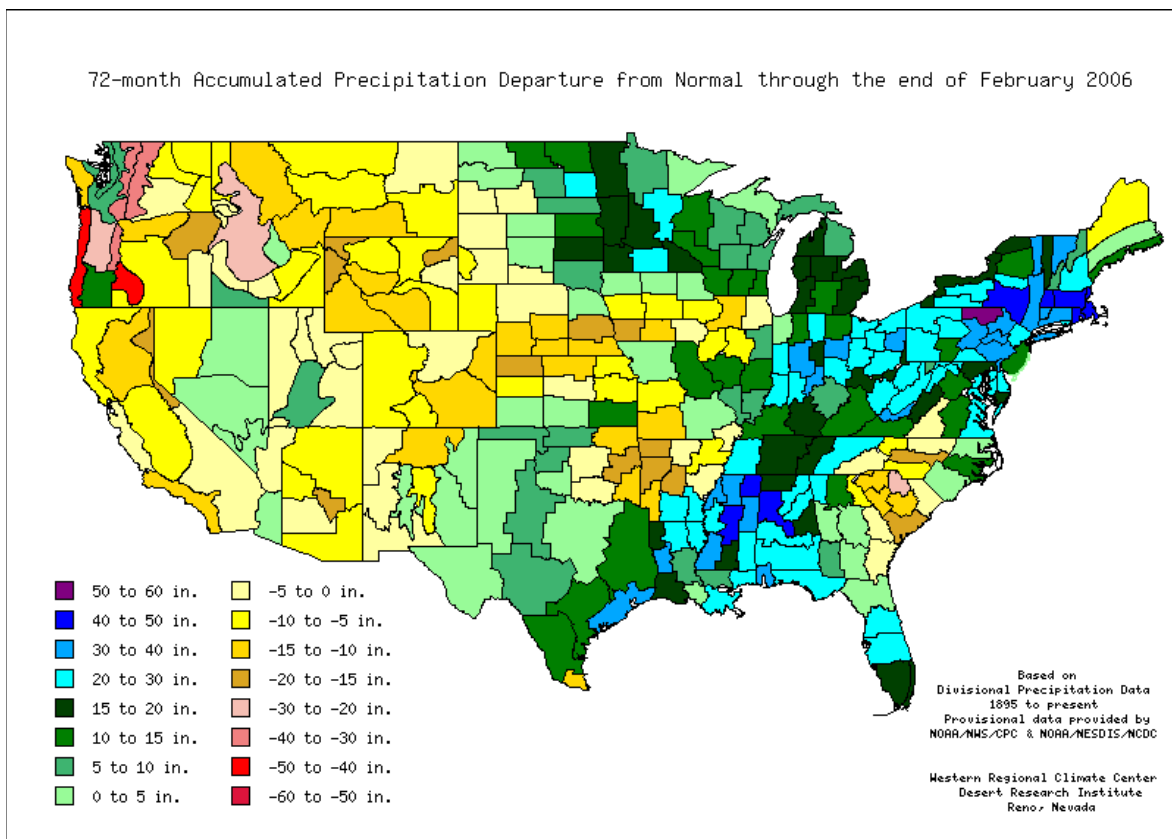 72-month Accumulated Precipitation Departure from Normal through the end of February 2006
50 to 60 in.
40 to 50 in.
30 to 40 in.
20 to 30 in.
15 to 20 in.
10 to 15 in.
5 to 10 in.
0 to 5 in.
-5 to 0 in.
-10 to -5 in.
-15 to -10 in.
-20 to -15 in.
-30 to -20 in.
-40 to -30 in.
-50 to -40 in.
-60 to -50 in.
Based on
Divisional Precipitation Data
1895 to present
Provisional data provided by
NOAA/NWS/CPC & NOAA/NESDIS/NCDC
Western Regional Climate Center
Desert Research Institute
Reno, Nevada